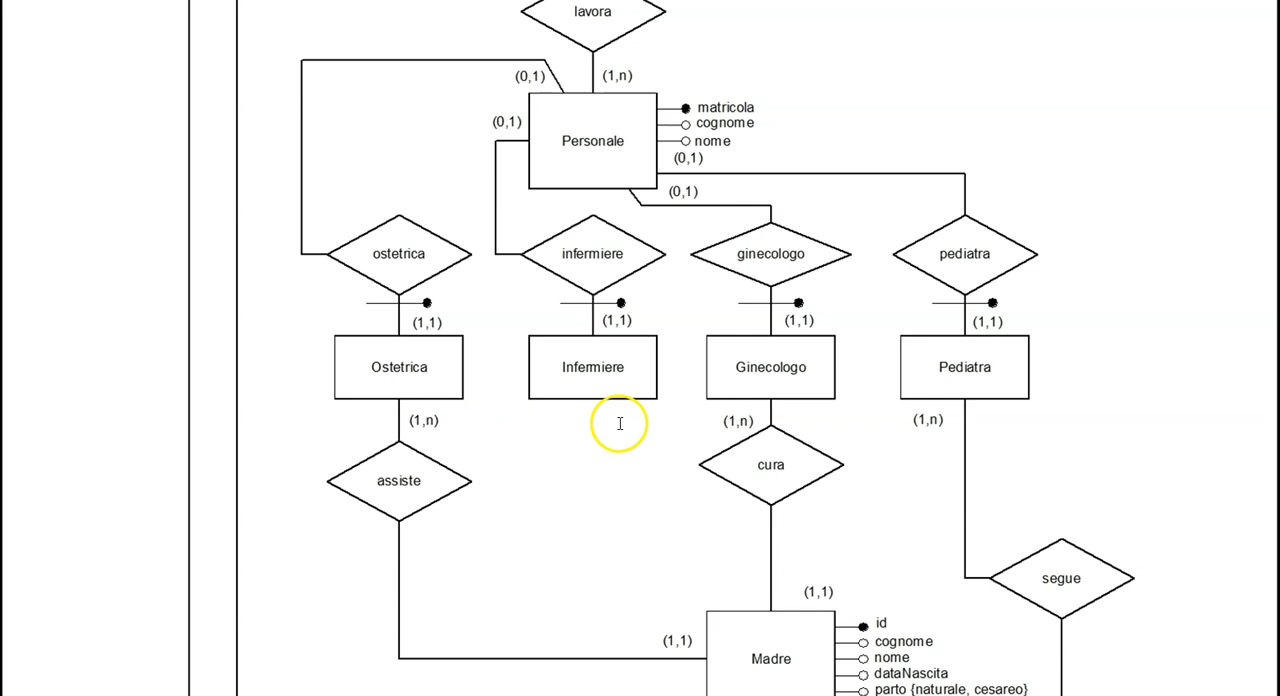 lavora
(0,1)
(1,n)
matricola
(0,1)
cognome
Personale
nome
(0,1)
(0,1)
ostetrica
infermiere
ginecologo
pediatra
(1,1)
(1,1)
(1,1)
(1,1)
Ostetrica
Infermiere
Ginecologo
Pediatra
(1,n)
(1,n)
(1,n)
cura
assiste
segue
(1,1)
id
(1,1)
cognome
Madre
nome
dataNascita
parto {naturale, cesareo}